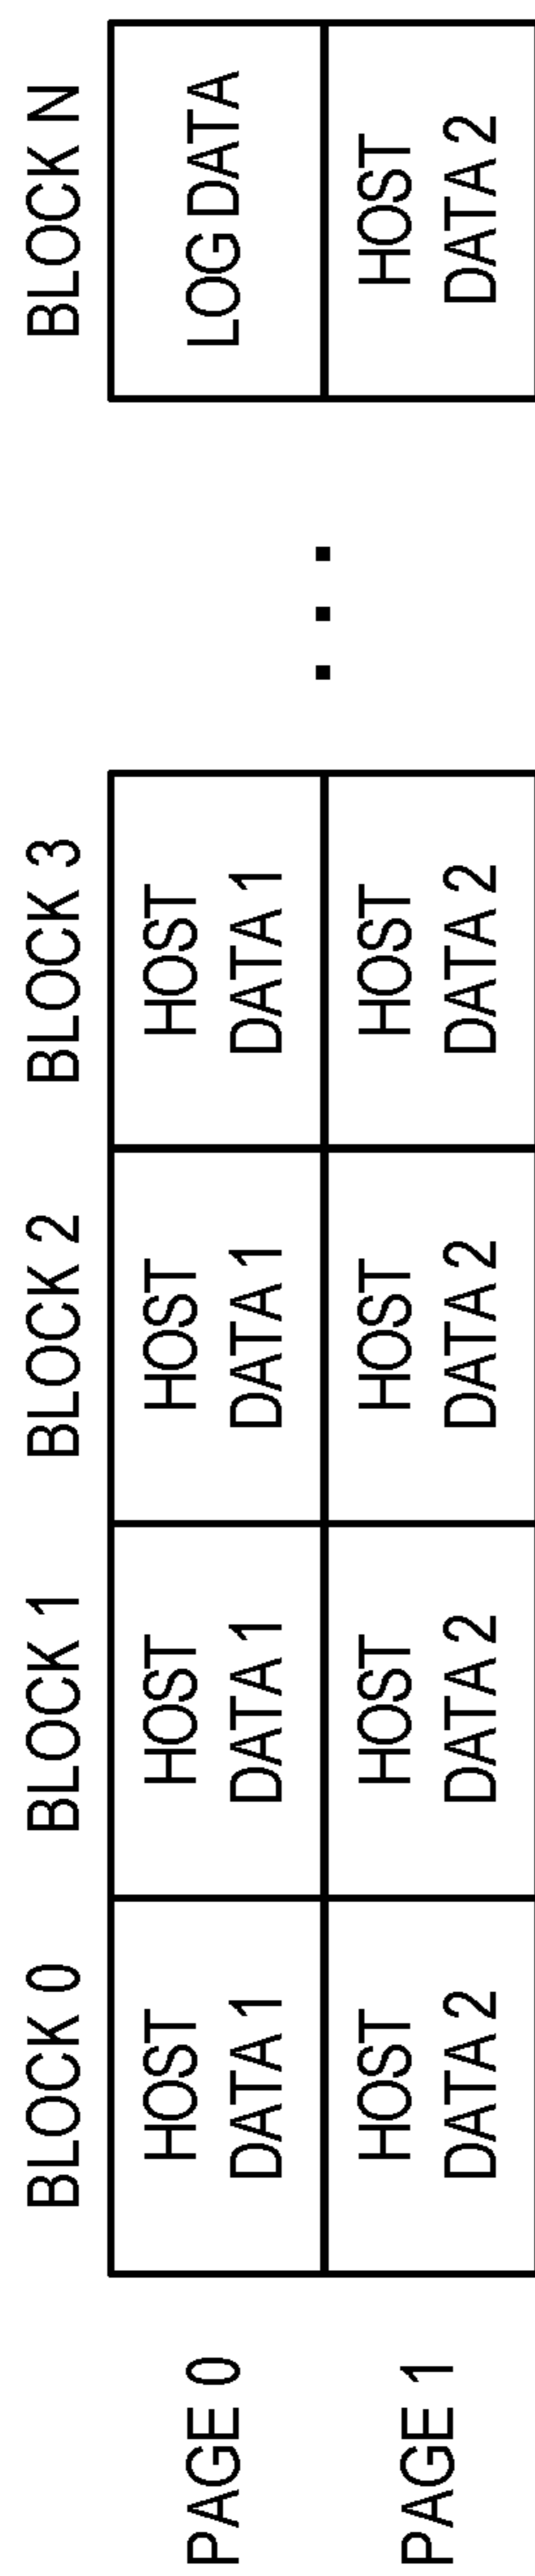 BLOCK 0
BLOCK 1
BLOCK 2
BLOCK 3
BLOCK N
PAGE 0
HOST
DATA 1
HOST
DATA 1
HOST
DATA 1
HOST
DATA 1
. . .
LOG DATA
PAGE 1
HOST
DATA 2
HOST
DATA 2
HOST
DATA 2
HOST
DATA 2
HOST
DATA 2